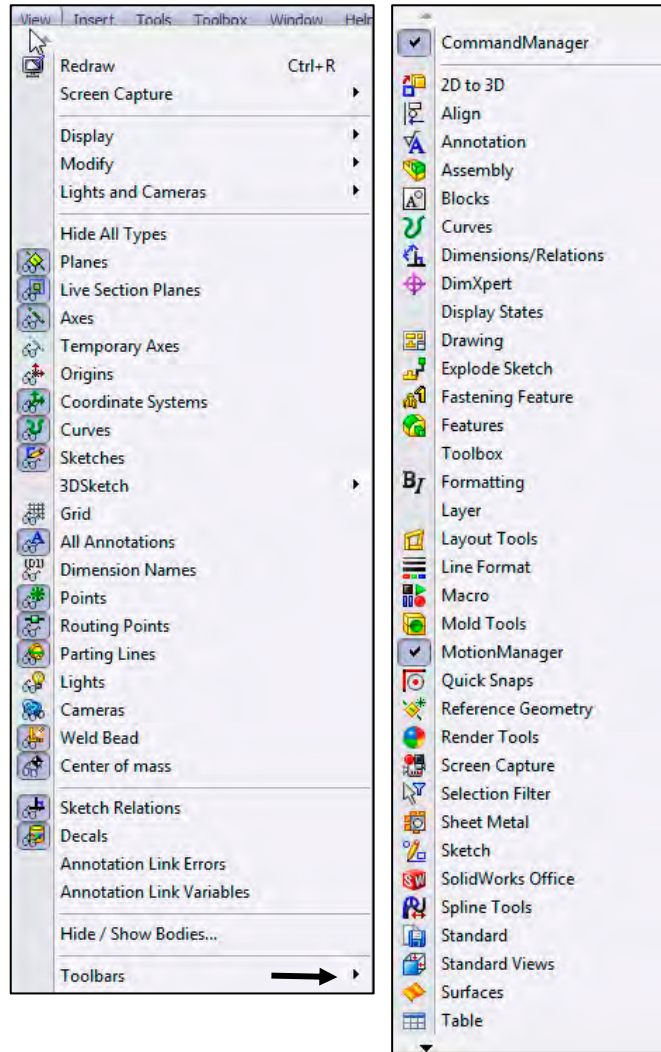 View Insert Tools Toolbox Window Help
Redraw Ctrl+R
Screen Capture
Display
Modify
Lights and Cameras
Hide All Types
Planes
Live Section Planes
Axes
Temporary Axes
Origins
Coordinate Systems
Curves
Sketches
3DSketch
Grid
All Annotations
Dimension Names
Points
Routing Points
Parting Lines
Lights
Cameras
Weld Bead
Center of mass
Sketch Relations
Decals
Annotation Link Errors
Annotation Link Variables
Hide / Show Bodies...
Toolbars
CommandManager
2D to 3D
Align
Annotation
Assembly
Blocks
Curves
Dimensions/Relations
DimXpert
Display States
Drawing
Explode Sketch
Fastening Feature
Features
Toolbox
Formatting
Layer
Layout Tools
Line Format
Macro
Mold Tools
MotionManager
Quick Snaps
Reference Geometry
Render Tools
Screen Capture
Selection Filter
Sheet Metal
Sketch
SolidWorks Office
Spline Tools
Standard
Standard Views
Surfaces
Table